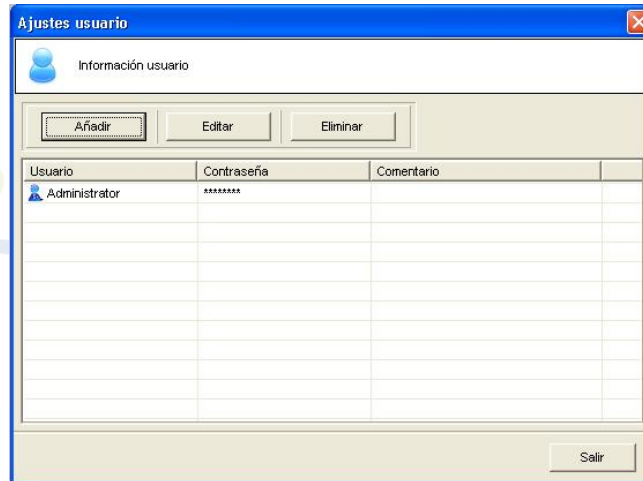 Ajustes usuario
Información usuario
Añadir Editar Eliminar
Usuario Contraseña Comentario
Administrator ********
Salir